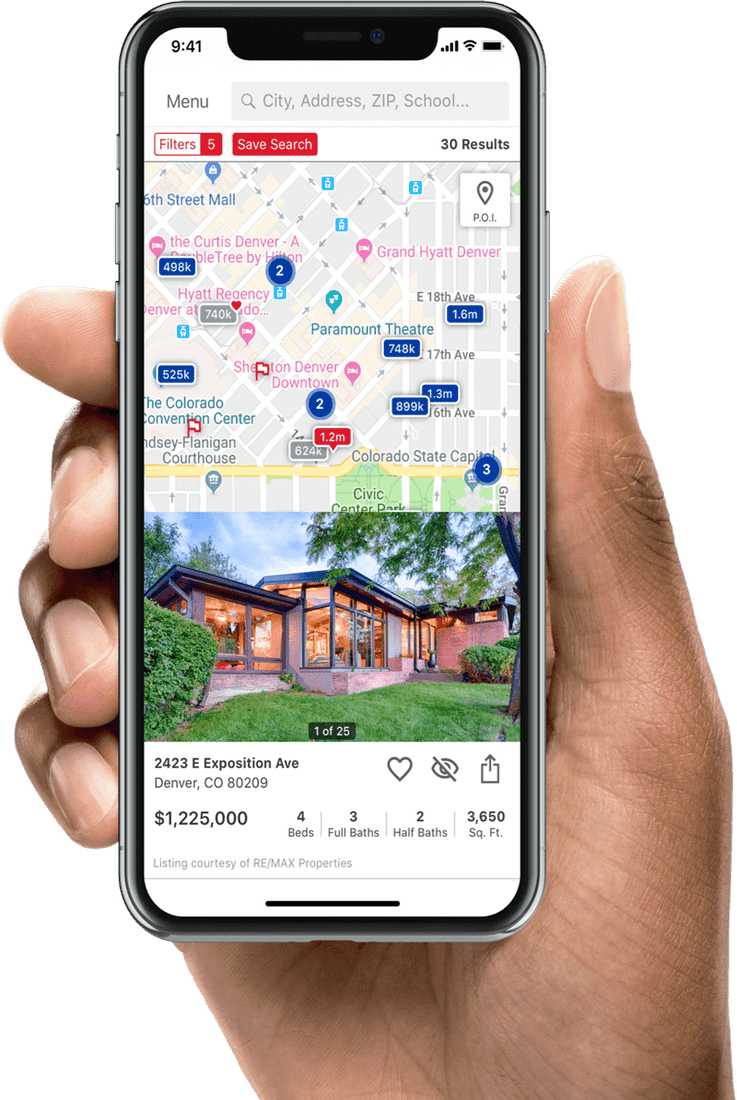 9:41
Menu
City, Address, ZIP, School...
Filters 5
Save Search
30 Results
6th Street Mall
P.O.I.
the Curtis Denver - A
DoubleTree by Hilton
Grand Hyatt Denver
498k
2
Hyatt Regency
Denver at
740k
E 18th Ave
1.6m
Paramount Theatre
748k
E 17th Ave
525k
Denver
Downtown
1.3m
899k
16th Ave
2
The Colorado
Convention Center
1.2m
624k
ndsey-Flanigan
Courthouse
Colorado State Capitol
3
Civic
Center Park
Gran
1 of 25
2423 E Exposition Ave
Denver, CO 80209
$1,225,000
4 3 2 3,650
Beds Full Baths Half Baths Sq. Ft.
Listing courtesy of RE/MAX Properties